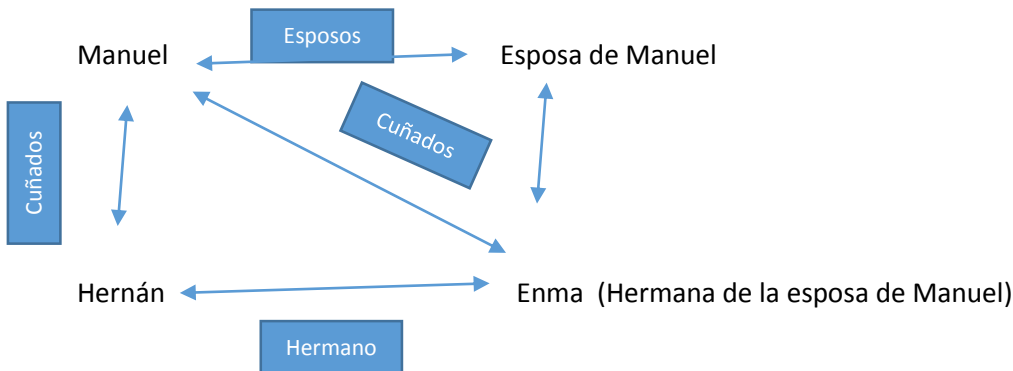 Esposos
Manuel
Esposa de Manuel
Cuñados
Cuñados
Hernán
Enma (Hermana de la esposa de Manuel)
Hermano